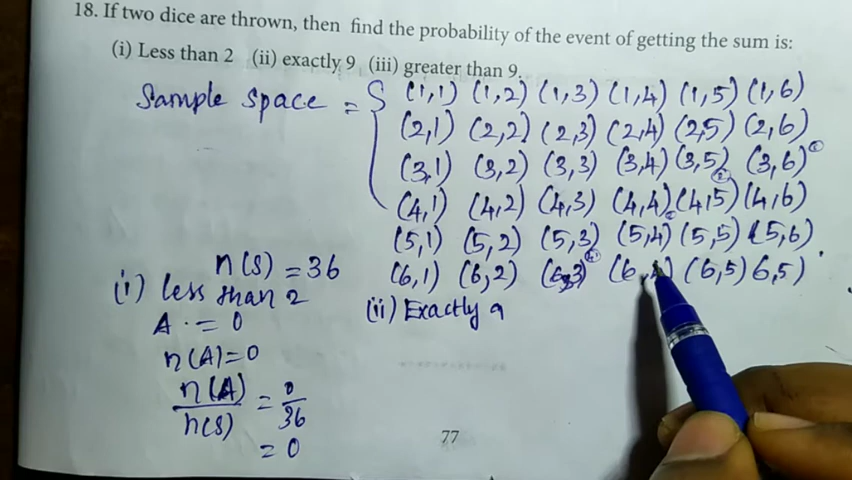 18. If two dice are thrown, then find the probability of the event of getting the sum is:
(i) Less than 2 (ii) exactly 9 (iii) greater than 9.
Sample space = { (1,1) (1,2) (1,3) (1,4) (1,5) (1,6)
(2,1) (2,2) (2,3) (2,4) (2,5) (2,6)
(3,1) (3,2) (3,3) (3,4) (3,5) (3,6)
(4,1) (4,2) (4,3) (4,4) (4,5) (4,6)
(5,1) (5,2) (5,3) (5,4) (5,5) (5,6)
(6,1) (6,2) (6,3) (6,4) (6,5) 6,5)
n(S) = 36
(i) less than 2
A = 0
n(A) = 0
n(A)
n(S)
= 0
36
= 0
(ii) Exactly 9
77